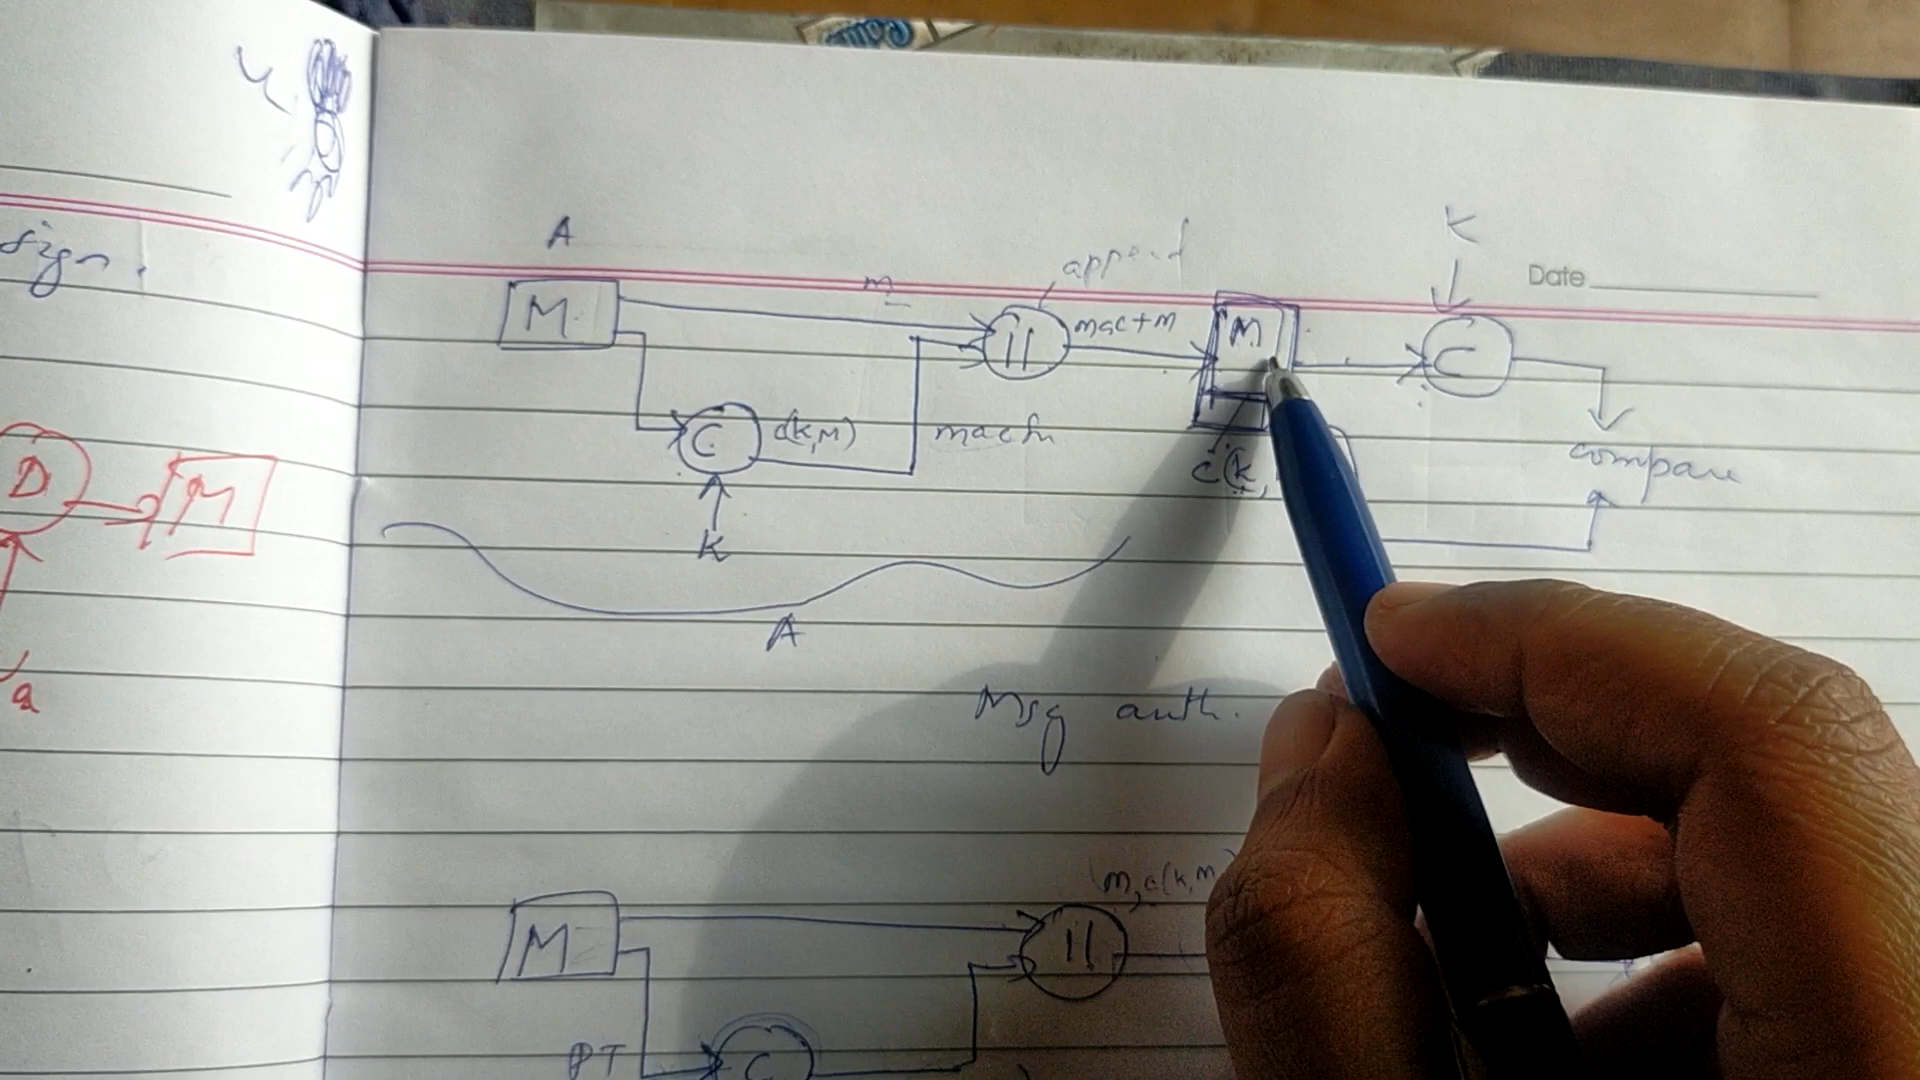 sign.
D
M
a
A
Date
K
append
m
M
||
mac+m
M
C
C
c(k,M)
mac fn
c(k,
compare
K
A
Msg auth.
m,c(k,m
M
||
PT
C